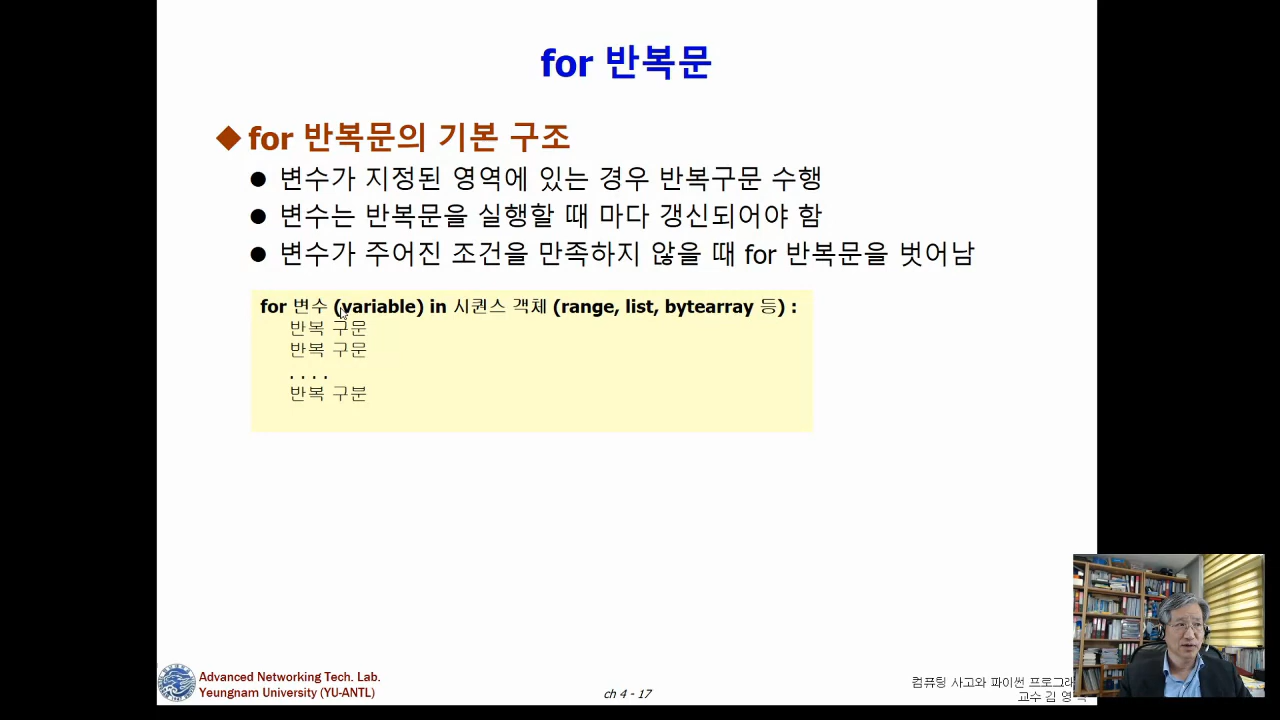 for 반복문
◆ for 반복문의 기본 구조
● 변수가 지정된 영역에 있는 경우 반복구문 수행
● 변수는 반복문을 실행할 때 마다 갱신되어야 함
● 변수가 주어진 조건을 만족하지 않을 때 for 반복문을 벗어남
for 변수 (variable) in 시퀀스 객체 (range, list, bytearray 등) :
반복 구문
반복 구문
. . . .
반복 구분
Advanced Networking Tech. Lab.
Yeungnam University (YU-ANTL)
ch 4 - 17
컴퓨팅 사고와 파이썬
교수 김 영